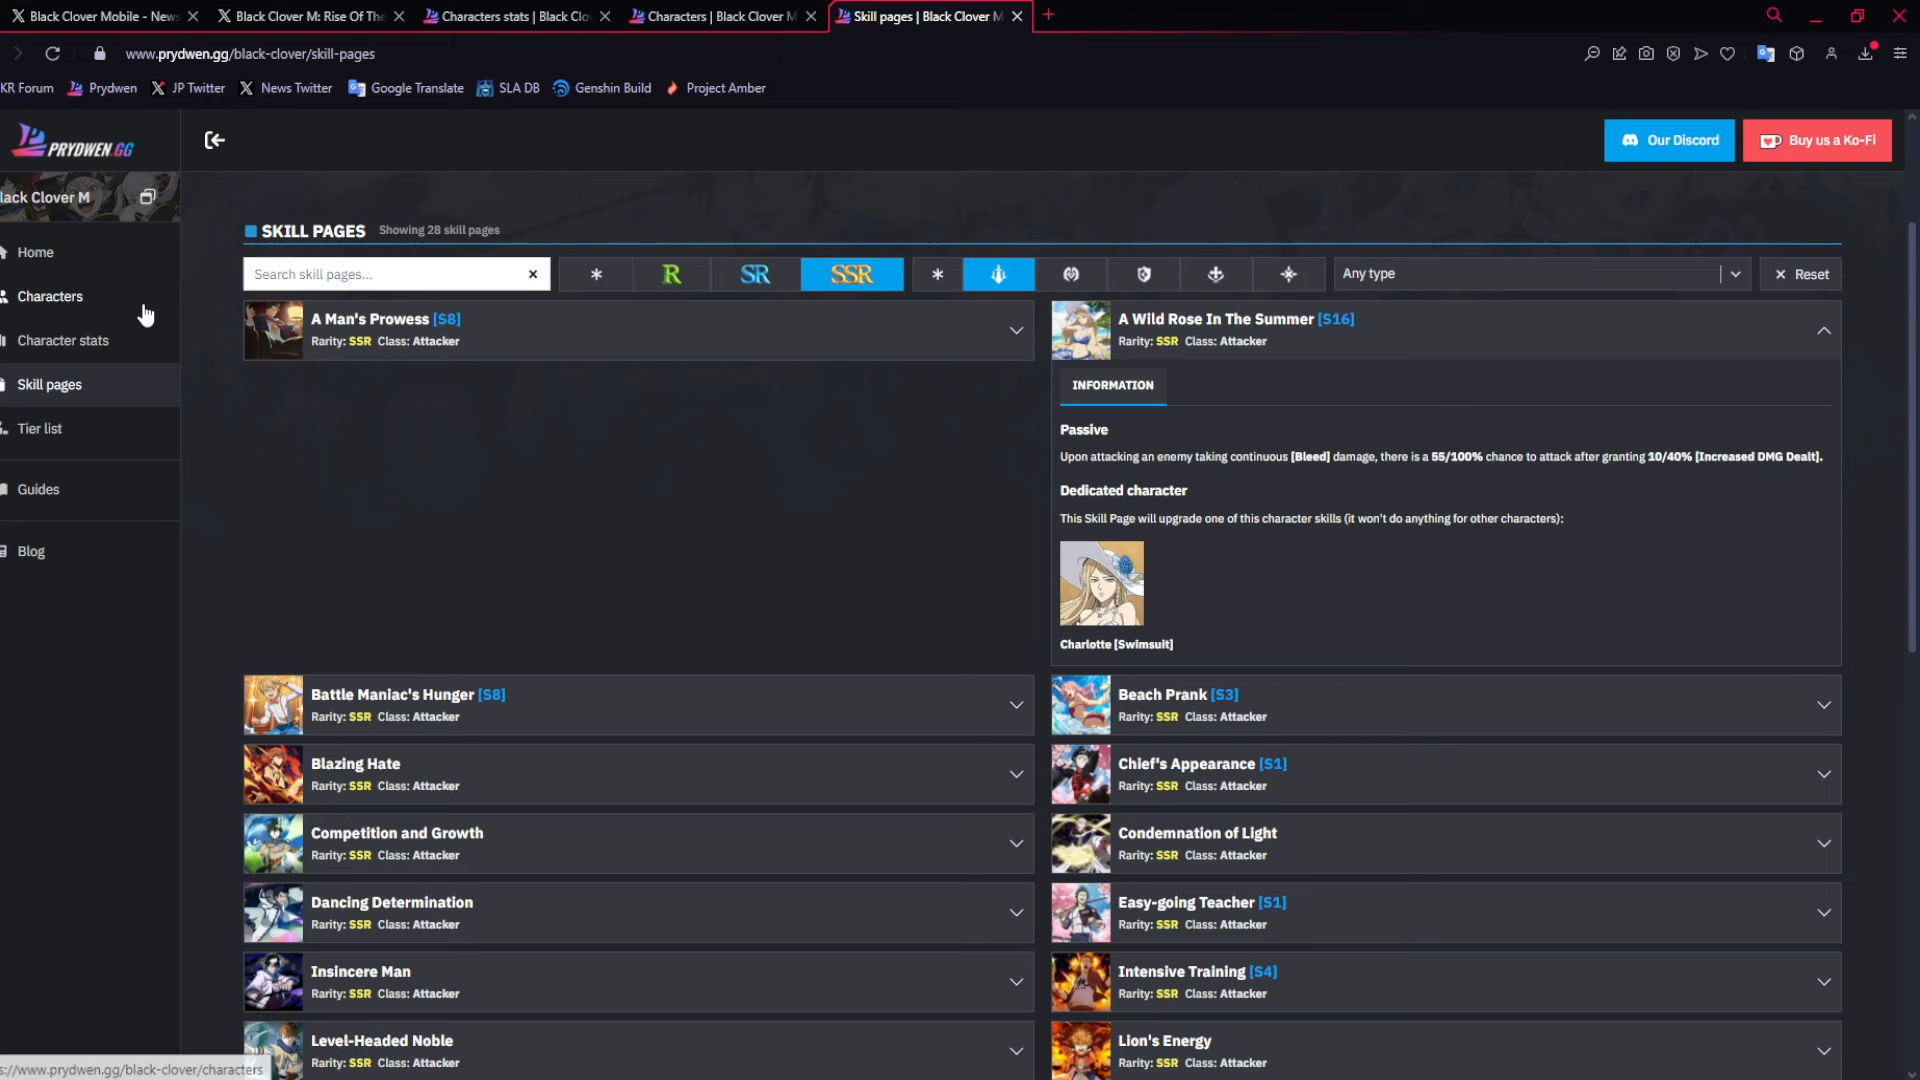 Black Clover Mobile - News
Black Clover M: Rise Of The
Characters stats | Black Clo
Characters | Black Clover M
Skill pages | Black Clover M
www.prydwen.gg/black-clover/skill-pages
KR Forum
Prydwen
JP Twitter
News Twitter
Google Translate
SLA DB
Genshin Build
Project Amber
PRYDWEN.GG
Our Discord
Buy us a Ko-Fi
lack Clover M
Home
Characters
Character stats
Skill pages
Tier list
Guides
Blog
SKILL PAGES Showing 28 skill pages
Search skill pages...
R
SR
SSR
Any type
Reset
A Man's Prowess [S8]
Rarity: SSR Class: Attacker
A Wild Rose In The Summer [S16]
Rarity: SSR Class: Attacker
INFORMATION
Passive
Upon attacking an enemy taking continuous [Bleed] damage, there is a 55/100% chance to attack after granting 10/40% [Increased DMG Dealt].
Dedicated character
This Skill Page will upgrade one of this character skills (it won't do anything for other characters):
Charlotte [Swimsuit]
Battle Maniac's Hunger [S8]
Rarity: SSR Class: Attacker
Beach Prank [S3]
Rarity: SSR Class: Attacker
Blazing Hate
Rarity: SSR Class: Attacker
Chief's Appearance [S1]
Rarity: SSR Class: Attacker
Competition and Growth
Rarity: SSR Class: Attacker
Condemnation of Light
Rarity: SSR Class: Attacker
Dancing Determination
Rarity: SSR Class: Attacker
Easy-going Teacher [S1]
Rarity: SSR Class: Attacker
Insincere Man
Rarity: SSR Class: Attacker
Intensive Training [S4]
Rarity: SSR Class: Attacker
Level-Headed Noble
Rarity: SSR Class: Attacker
Lion's Energy
Rarity: SSR Class: Attacker
s://www.prydwen.gg/black-clover/characters